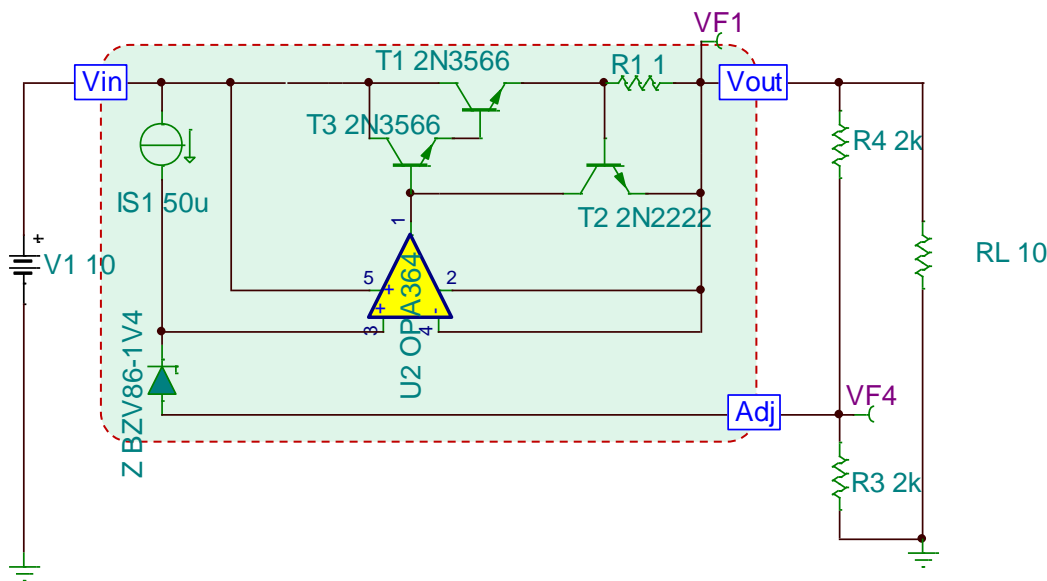 VF1
T1 2N3566
R1 1
Vin
Vout
T3 2N3566
R4 2k
IS1 50u
T2 2N2222
1
+
V1 10
RL 10
5
+
2
+
-
3
4
U2 OPA364
Z BZV86-1V4
VF4
Adj
R3 2k